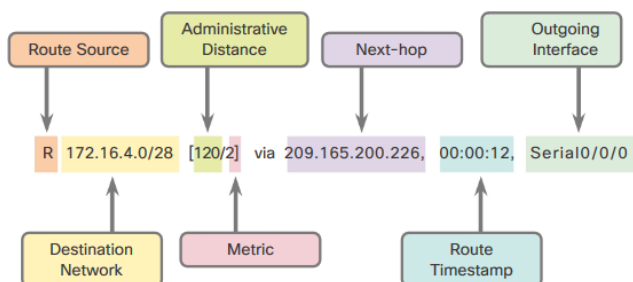 Route Source
Administrative
Distance
Next-hop
Outgoing
Interface
R 172.16.4.0/28 [120/2] via 209.165.200.226, 00:00:12, Serial0/0/0
Destination
Network
Metric
Route
Timestamp